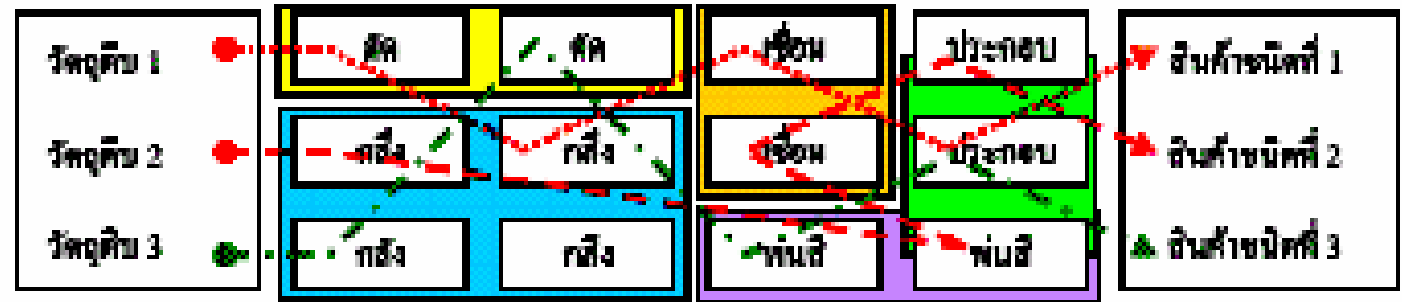 วัตถุดิบ 1 ตัด ตัด เชื่อม ประกอบ สินค้าชนิดที่ 1
วัตถุดิบ 2 กลึง กลึง เชื่อม ประกอบ สินค้าชนิดที่ 2
วัตถุดิบ 3 กลึง กลึง พ่นสี พ่นสี สินค้าชนิดที่ 3